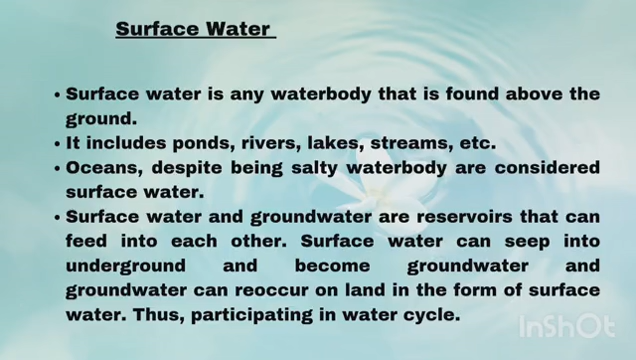 Surface Water
• Surface water is any waterbody that is found above the
ground.
• It includes ponds, rivers, lakes, streams, etc.
• Oceans, despite being salty waterbody are considered
surface water.
• Surface water and groundwater are reservoirs that can
feed into each other. Surface water can seep into
underground and become groundwater and
groundwater can reoccur on land in the form of surface
water. Thus, participating in water cycle.
InShOt